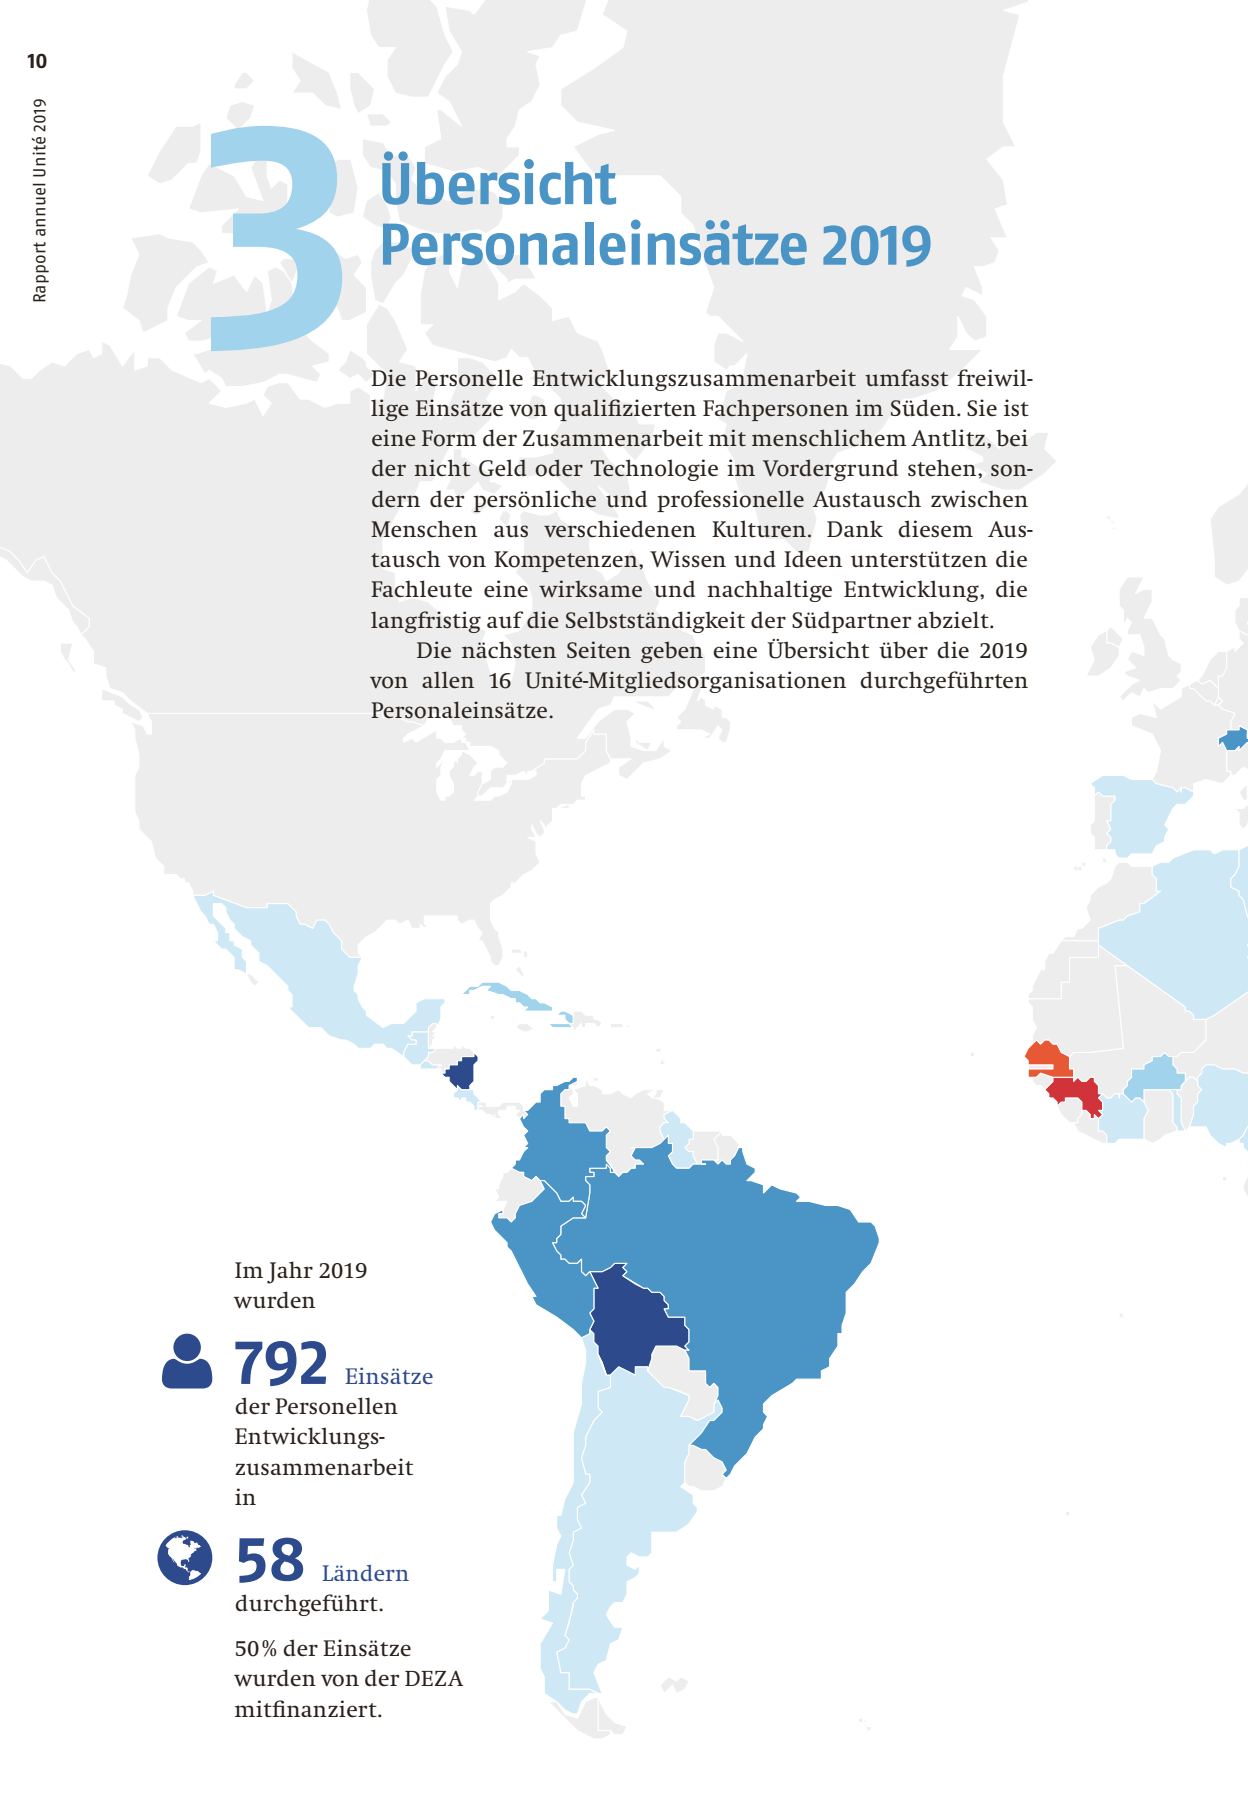 10
Rapport annuel Unité 2019
3
Übersicht
Personaleinsätze 2019
Die Personelle Entwicklungszusammenarbeit umfasst freiwil-
lige Einsätze von qualifizierten Fachpersonen im Süden. Sie ist
eine Form der Zusammenarbeit mit menschlichem Antlitz, bei
der nicht Geld oder Technologie im Vordergrund stehen, son-
dern der persönliche und professionelle Austausch zwischen
Menschen aus verschiedenen Kulturen. Dank diesem Aus-
tausch von Kompetenzen, Wissen und Ideen unterstützen die
Fachleute eine wirksame und nachhaltige Entwicklung, die
langfristig auf die Selbstständigkeit der Südpartner abzielt.
Die nächsten Seiten geben eine Übersicht über die 2019
von allen 16 Unité-Mitgliedsorganisationen durchgeführten
Personaleinsätze.
Im Jahr 2019
wurden
792 Einsätze
der Personellen
Entwicklungs-
zusammenarbeit
in
58 Ländern
durchgeführt.
50% der Einsätze
wurden von der DEZA
mitfinanziert.